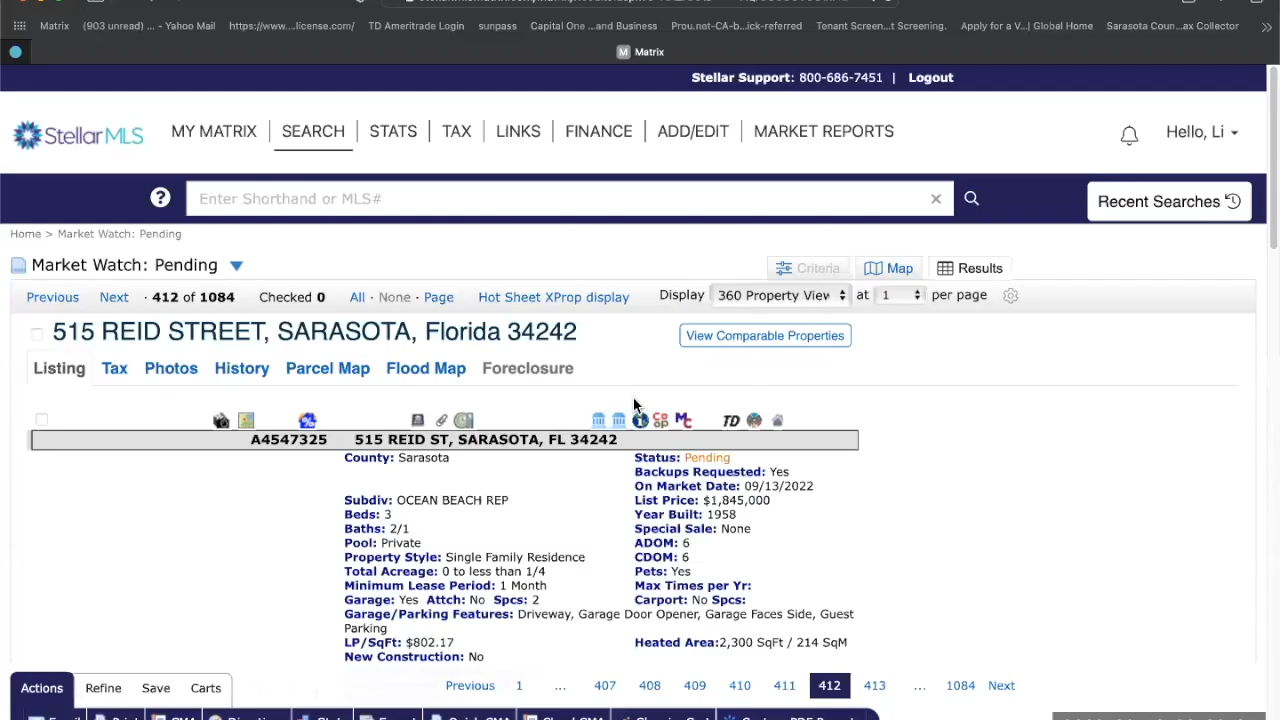 Matrix (903 unread) ... - Yahoo Mail https://www....license.com/ TD Ameritrade Login sunpass Capital One ...and Business Prou.net-CA-b...ick-referred Tenant Screen...t Screening. Apply for a V...| Global Home Sarasota Coun...ax Collector
M Matrix
Stellar Support: 800-686-7451 | Logout
StellarMLS MY MATRIX SEARCH STATS TAX LINKS FINANCE ADD/EDIT MARKET REPORTS Hello, Li
? Enter Shorthand or MLS# Recent Searches
Home > Market Watch: Pending
Market Watch: Pending Criteria Map Results
Previous Next · 412 of 1084 Checked 0 All · None · Page Hot Sheet XProp display Display 360 Property View at 1 per page
515 REID STREET, SARASOTA, Florida 34242 View Comparable Properties
Listing Tax Photos History Parcel Map Flood Map Foreclosure
TD
A4547325 515 REID ST, SARASOTA, FL 34242
County: Sarasota Status: Pending
Backups Requested: Yes
On Market Date: 09/13/2022
Subdiv: OCEAN BEACH REP List Price: $1,845,000
Beds: 3 Year Built: 1958
Baths: 2/1 Special Sale: None
Pool: Private ADOM: 6
Property Style: Single Family Residence CDOM: 6
Total Acreage: 0 to less than 1/4 Pets: Yes
Minimum Lease Period: 1 Month Max Times per Yr:
Garage: Yes Attch: No Spcs: 2 Carport: No Spcs:
Garage/Parking Features: Driveway, Garage Door Opener, Garage Faces Side, Guest
Parking
LP/SqFt: $802.17 Heated Area:2,300 SqFt / 214 SqM
New Construction: No
Actions Refine Save Carts Previous 1 ... 407 408 409 410 411 412 413 ... 1084 Next